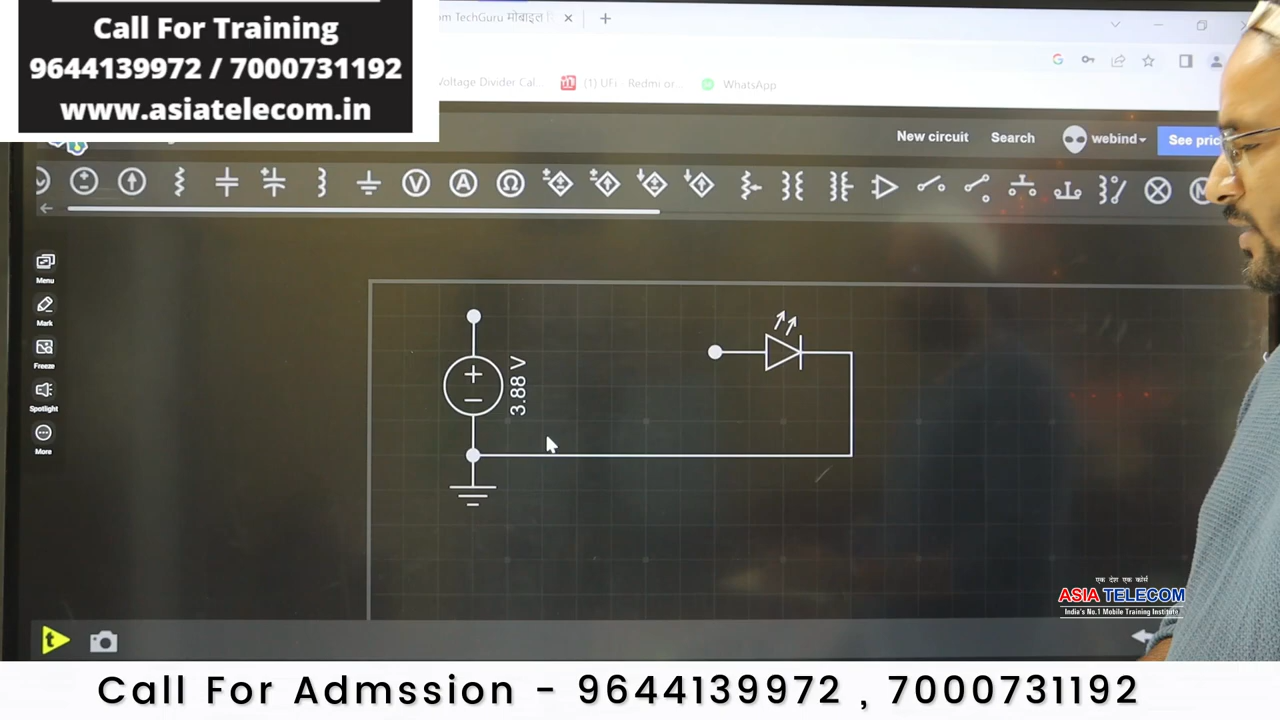 Call For Training
9644139972 / 7000731192
www.asiatelecom.in
om TechGuru मोबाइल
Voltage Divider Cal...
(1) UFi - Redmi or...
WhatsApp
New circuit
Search
webind
See pric
V
A
Ω
M
Menu
Mark
Freeze
Spotlight
More
3.88 V
एक देश एक कोर्स
ASIA TELECOM
India's No.1 Mobile Training Institute
t
Call For Admssion - 9644139972 , 7000731192